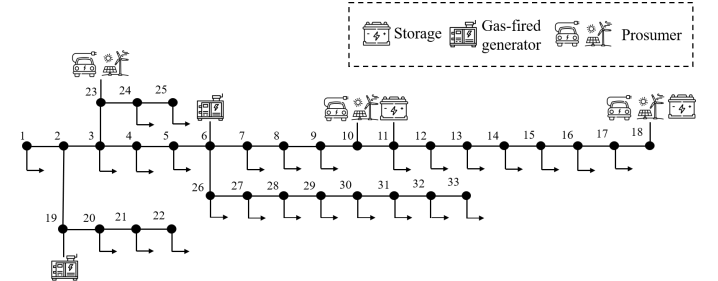 Storage
Gas-fired
generator
Prosumer
23 24 25
1 2 3 4 5 6 7 8 9 10 11 12 13 14 15 16 17 18
26 27 28 29 30 31 32 33
19 20 21 22